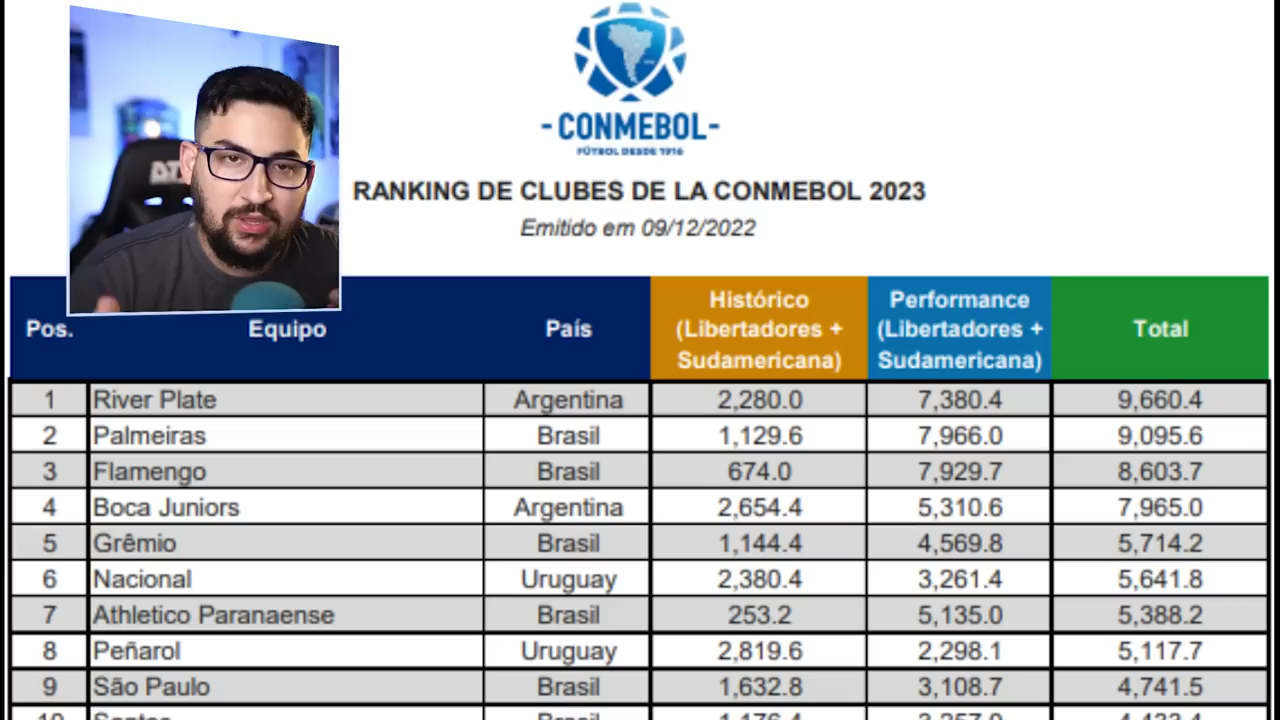 -CONMEBOL-
FÚTBOL DESDE 1916
RANKING DE CLUBES DE LA CONMEBOL 2023
Emitido em 09/12/2022
Pos. Equipo País Histórico (Libertadores + Sudamericana) Performance (Libertadores + Sudamericana) Total
1 River Plate Argentina 2,280.0 7,380.4 9,660.4
2 Palmeiras Brasil 1,129.6 7,966.0 9,095.6
3 Flamengo Brasil 674.0 7,929.7 8,603.7
4 Boca Juniors Argentina 2,654.4 5,310.6 7,965.0
5 Grêmio Brasil 1,144.4 4,569.8 5,714.2
6 Nacional Uruguay 2,380.4 3,261.4 5,641.8
7 Athletico Paranaense Brasil 253.2 5,135.0 5,388.2
8 Peñarol Uruguay 2,819.6 2,298.1 5,117.7
9 São Paulo Brasil 1,632.8 3,108.7 4,741.5
10 Santos Brasil